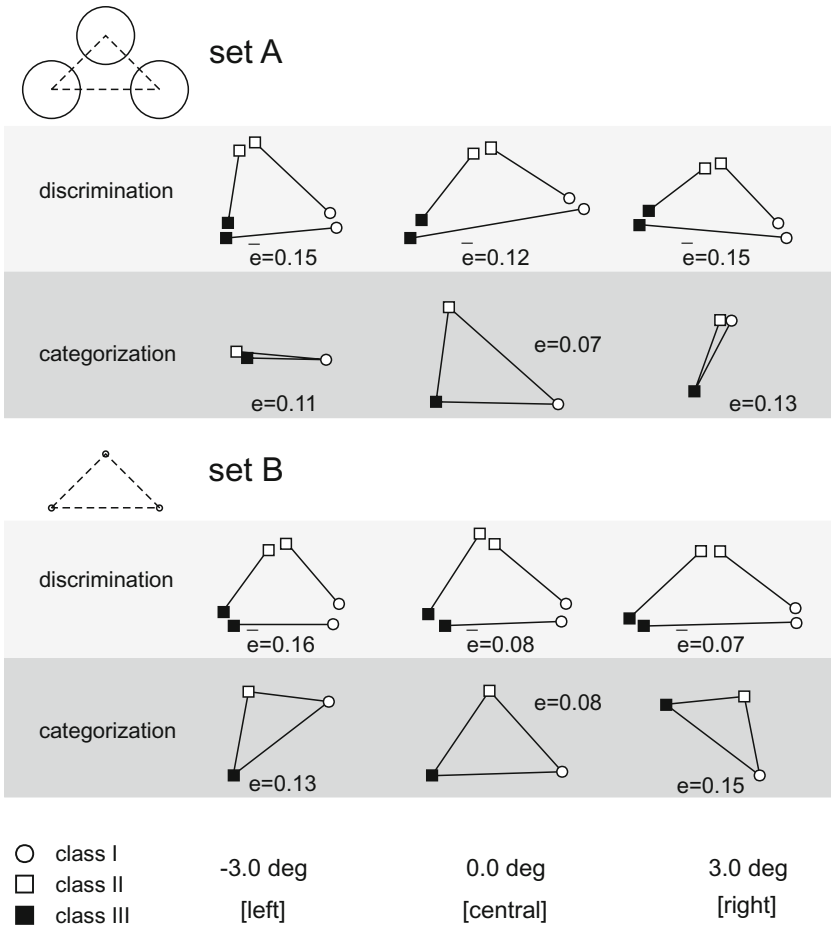 set A
discrimination
e̅=0.15 e̅=0.12 e̅=0.15
categorization
e=0.11 e=0.07 e=0.13
set B
discrimination
e̅=0.16 e̅=0.08 e̅=0.07
categorization
e=0.13 e=0.08 e=0.15
class I
class II
class III
-3.0 deg 0.0 deg 3.0 deg
[left] [central] [right]